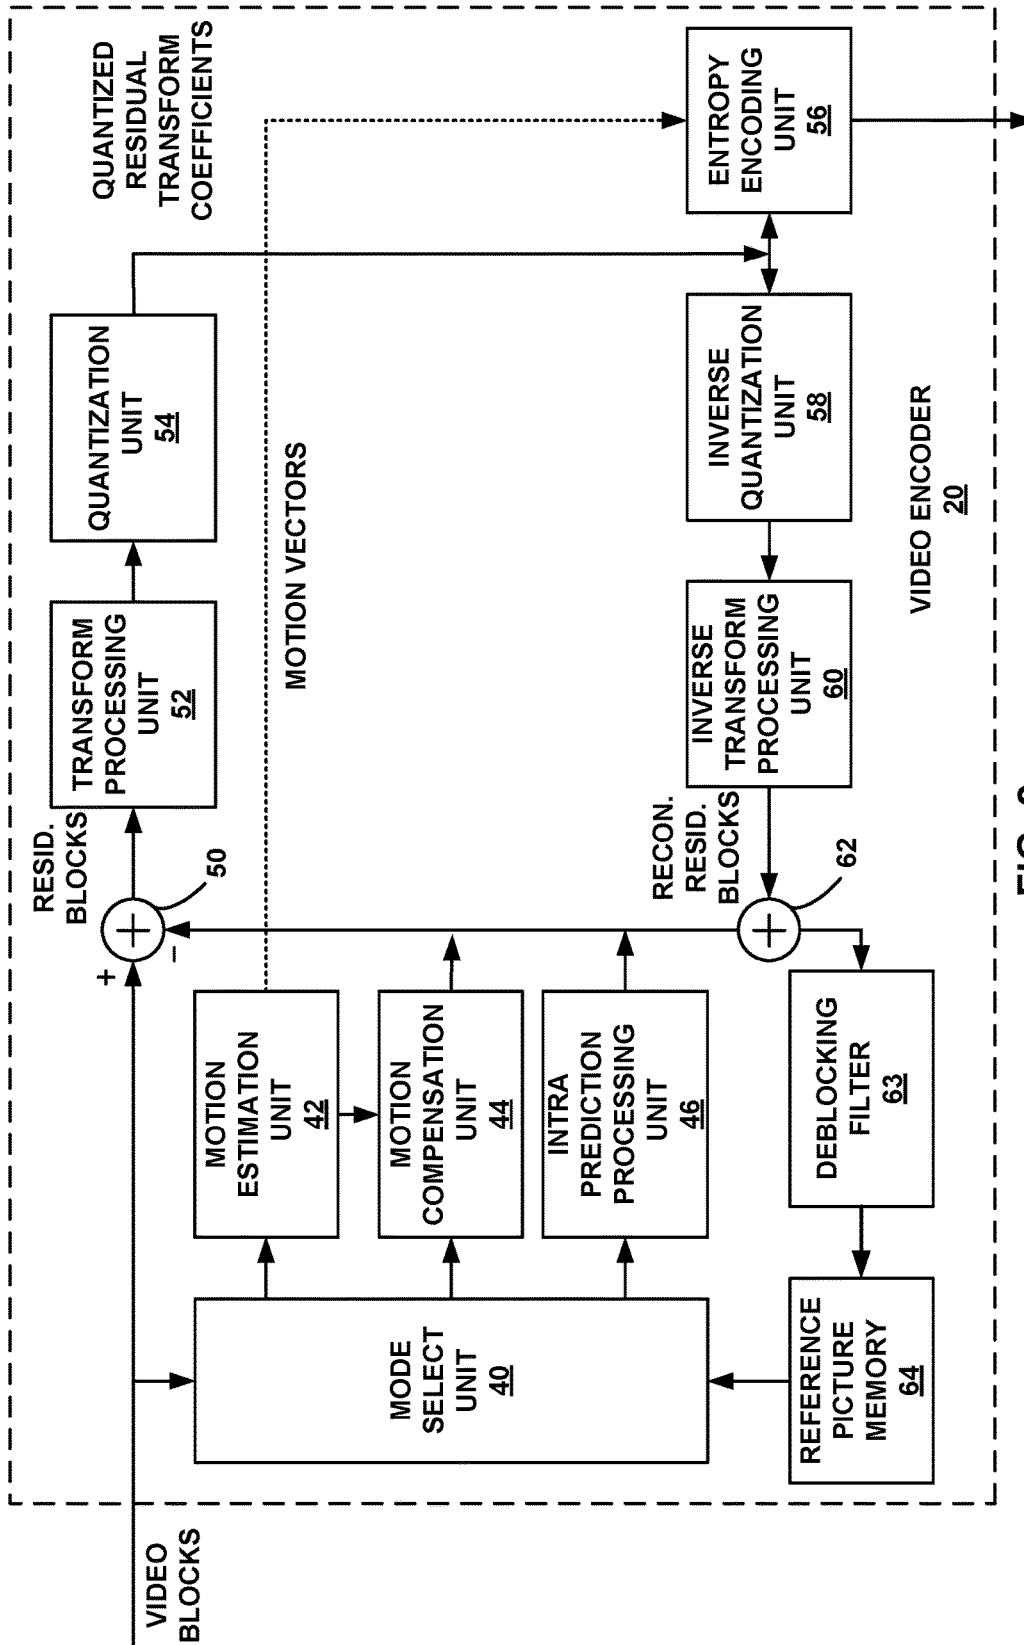 VIDEO
BLOCKS
+
–
50
RESID.
BLOCKS
TRANSFORM
PROCESSING
UNIT
52
QUANTIZATION
UNIT
54
QUANTIZED
RESIDUAL
TRANSFORM
COEFFICIENTS
MODE
SELECT
UNIT
40
MOTION
ESTIMATION
UNIT
42
MOTION VECTORS
MOTION
COMPENSATION
UNIT
44
INTRA
PREDICTION
PROCESSING
UNIT
46
RECON.
RESID.
BLOCKS
62
INVERSE
TRANSFORM
PROCESSING
UNIT
60
INVERSE
QUANTIZATION
UNIT
58
ENTROPY
ENCODING
UNIT
56
REFERENCE
PICTURE
MEMORY
64
DEBLOCKING
FILTER
63
VIDEO ENCODER
20